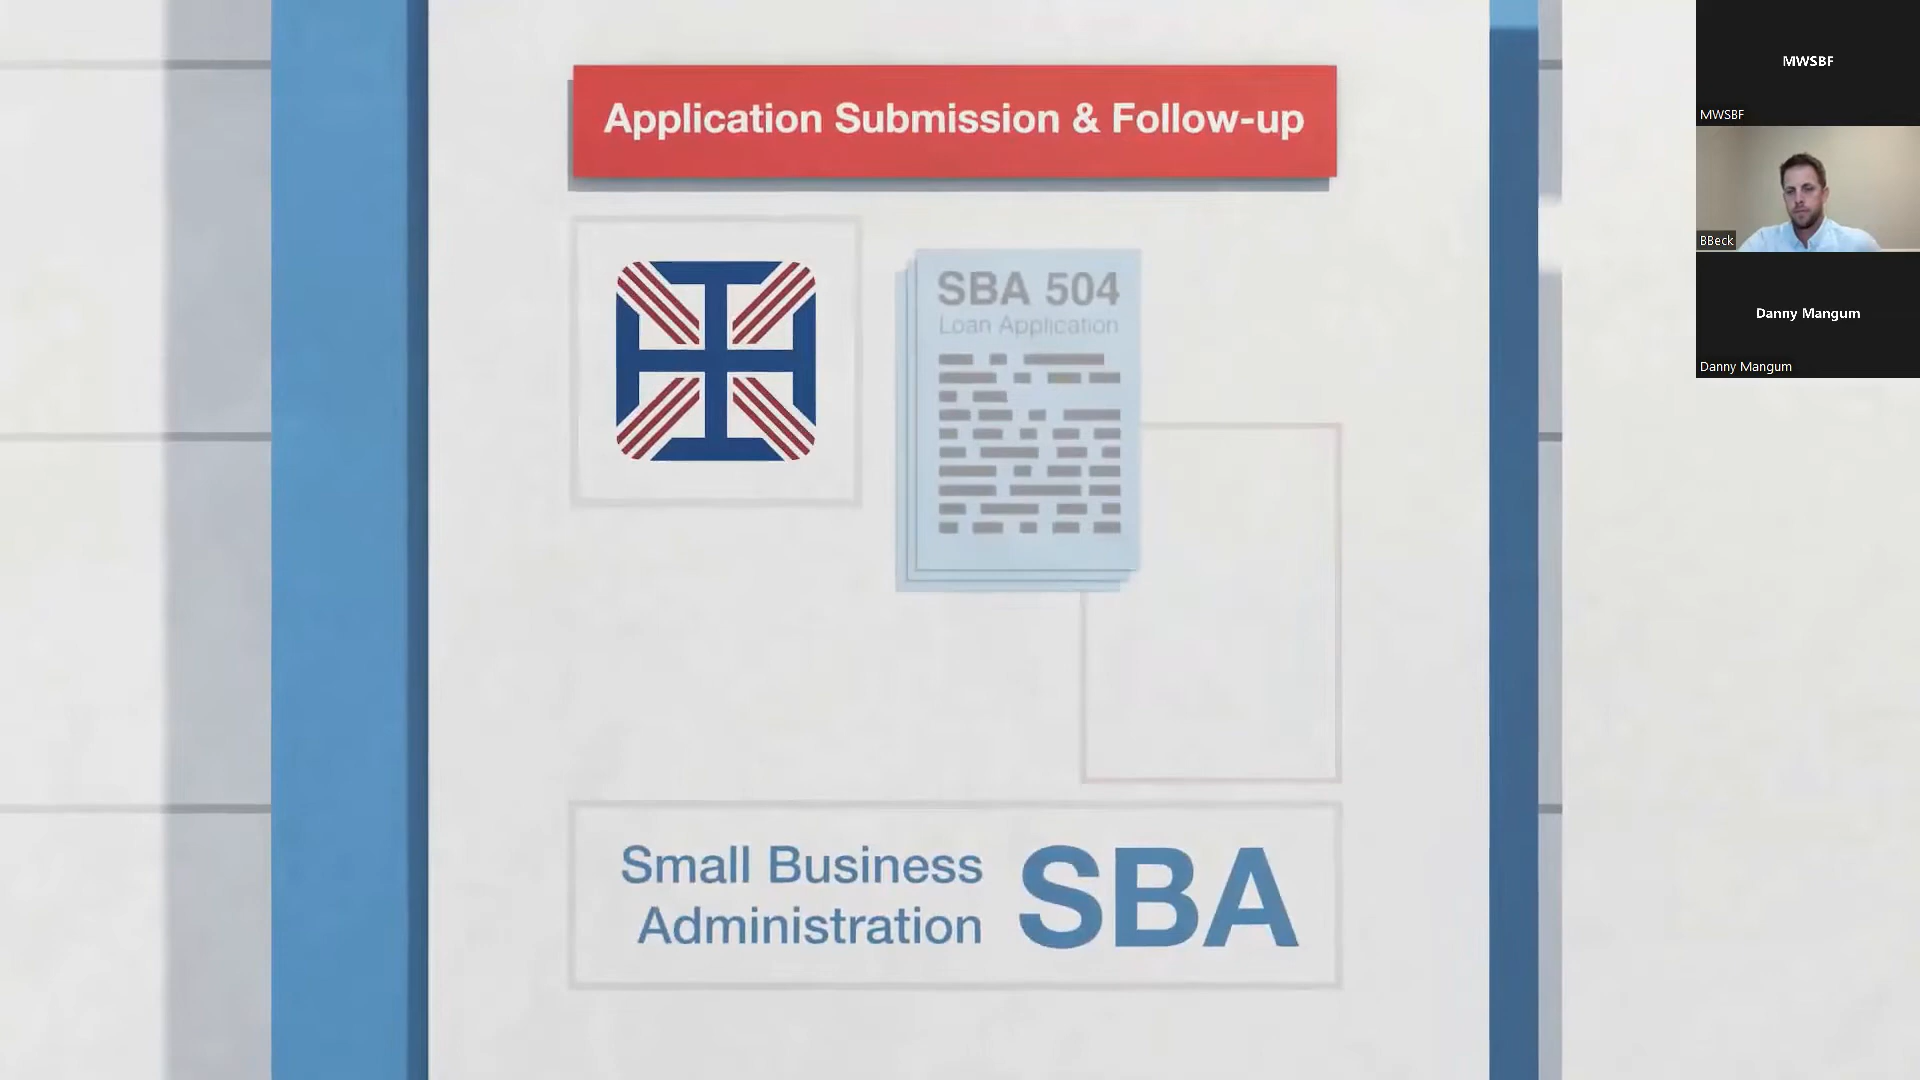 Application Submission & Follow-up
SBA 504
Loan Application
Small Business
Administration
SBA
MWSBF
MWSBF
BBeck
Danny Mangum
Danny Mangum